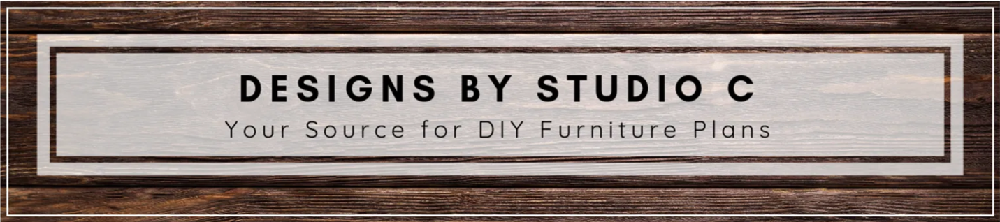 DESIGNS BY STUDIO C
Your Source for DIY Furniture Plans